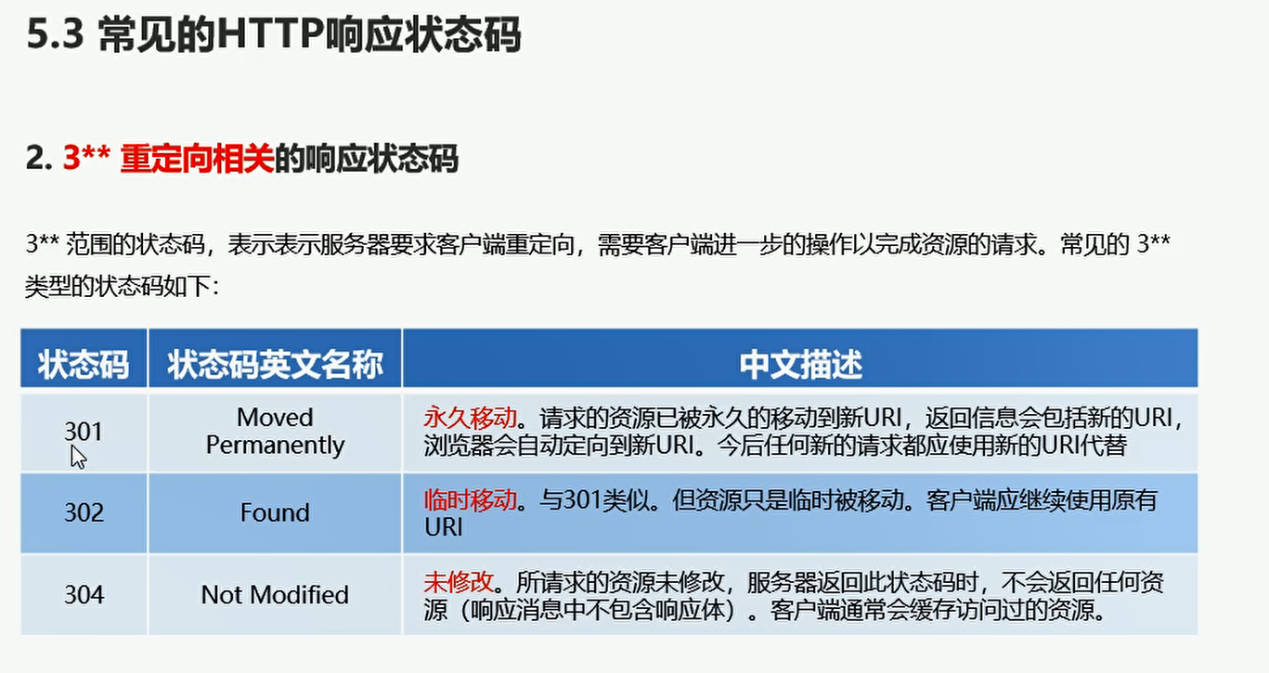 5.3 常见的HTTP响应状态码
2. 3** 重定向相关的响应状态码
3** 范围的状态码，表示表示服务器要求客户端重定向，需要客户端进一步的操作以完成资源的请求。常见的 3**
类型的状态码如下：
状态码 状态码英文名称 中文描述
301 Moved Permanently 永久移动。请求的资源已被永久的移动到新URI，返回信息会包括新的URI，
浏览器会自动定向到新URI。今后任何新的请求都应使用新的URI代替
302 Found 临时移动。与301类似。但资源只是临时被移动。客户端应继续使用原有
URI
304 Not Modified 未修改。所请求的资源未修改，服务器返回此状态码时，不会返回任何资
源（响应消息中不包含响应体）。客户端通常会缓存访问过的资源。